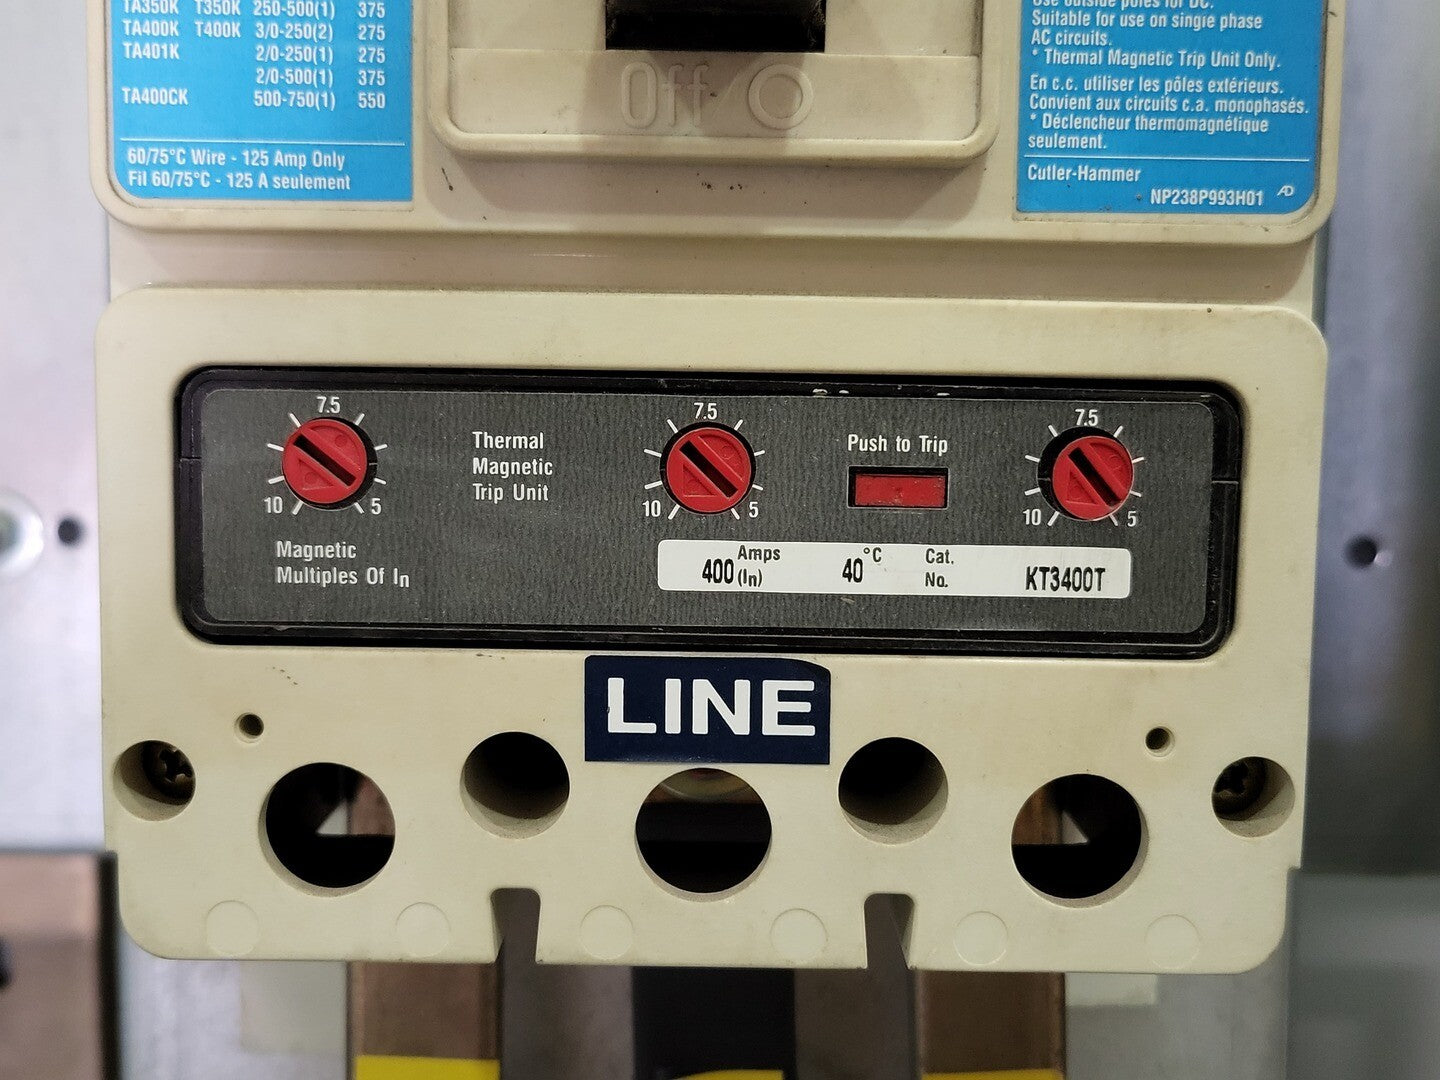 TA350K T350K 250-500(1) 375
TA400K T400K 3/0-250(2) 275
TA401K 2/0-250(1) 275
2/0-500(1) 375
TA400CK 500-750(1) 550
60/75°C Wire - 125 Amp Only
Fil 60/75°C - 125 A seulement
Off O
Use outside poles for DC.
Suitable for use on single phase
AC circuits.
* Thermal Magnetic Trip Unit Only.
En c.c. utiliser les pôles extérieurs.
Convient aux circuits c.a. monophasés.
* Déclencheur thermomagnétique
seulement.
Cutler-Hammer
NP238P993H01
7.5
10 5
Magnetic
Multiples Of In
Thermal
Magnetic
Trip Unit
7.5
10 5
Push to Trip
7.5
10 5
400 Amps (In) 40 °C Cat. No. KT3400T
LINE